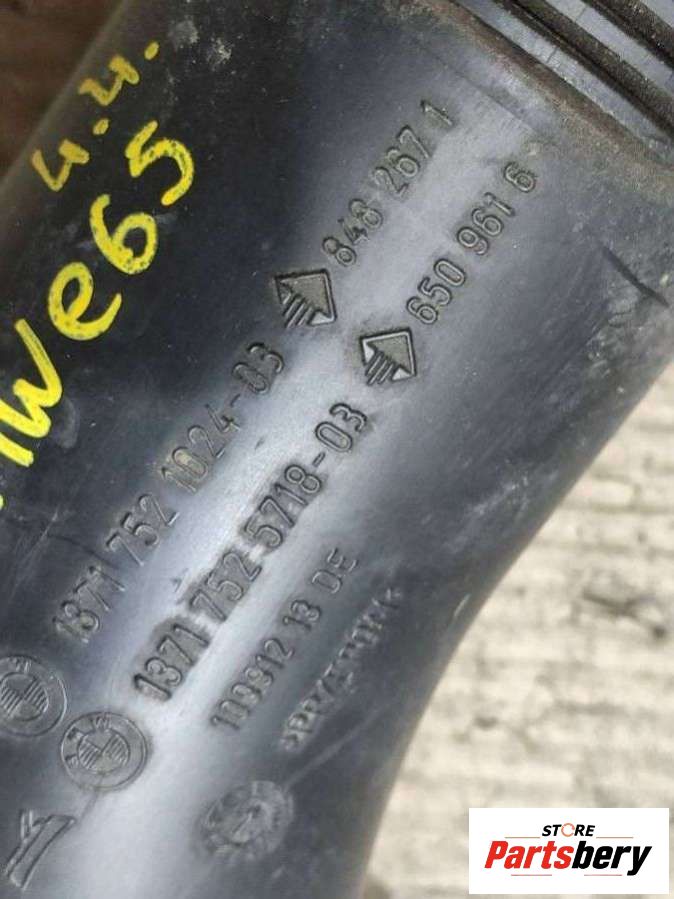 4.4.
e65
848 267 1
650 961 6
1371 752 1024-03
1371 752 5718-03
100912 13 DE
STORE
Partsbery